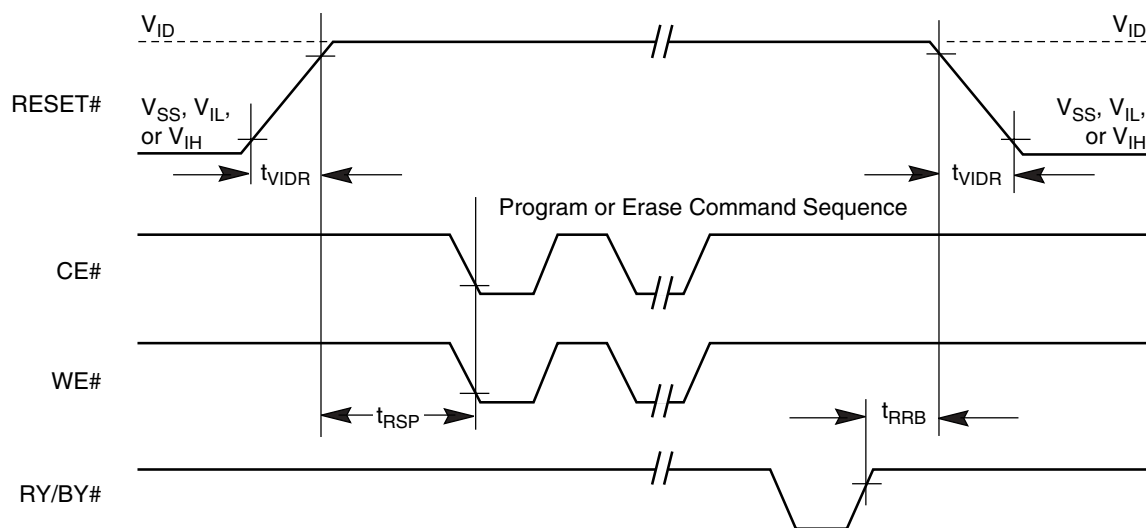 VID
VID
RESET#
VSS, VIL,
or VIH
VSS, VIL,
or VIH
tVIDR
tVIDR
Program or Erase Command Sequence
CE#
WE#
tRSP
tRRB
RY/BY#